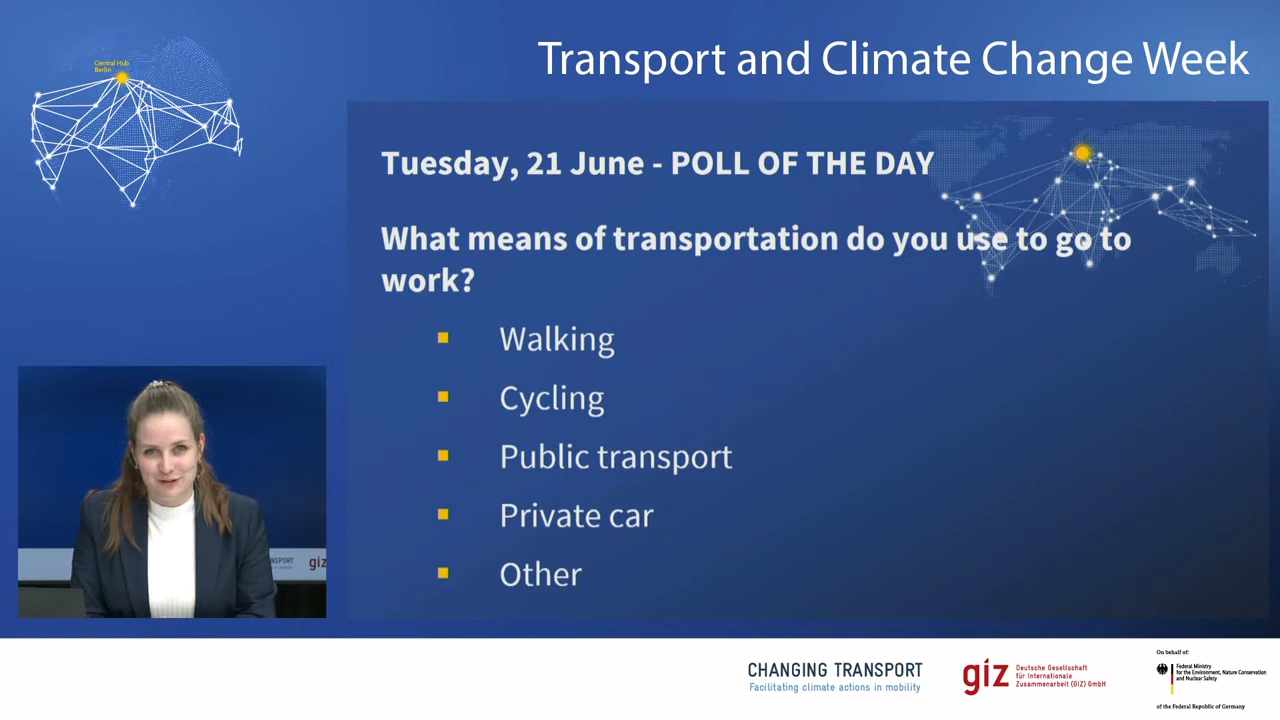 Transport and Climate Change Week
Central Hub
Berlin
Tuesday, 21 June - POLL OF THE DAY
What means of transportation do you use to go to
work?
Walking
Cycling
Public transport
Private car
Other
giz
CHANGING TRANSPORT
Facilitating climate actions in mobility
giz
Deutsche Gesellschaft
für Internationale
Zusammenarbeit (GIZ) GmbH
On behalf of:
Federal Ministry
for the Environment, Nature Conservation
and Nuclear Safety
of the Federal Republic of Germany